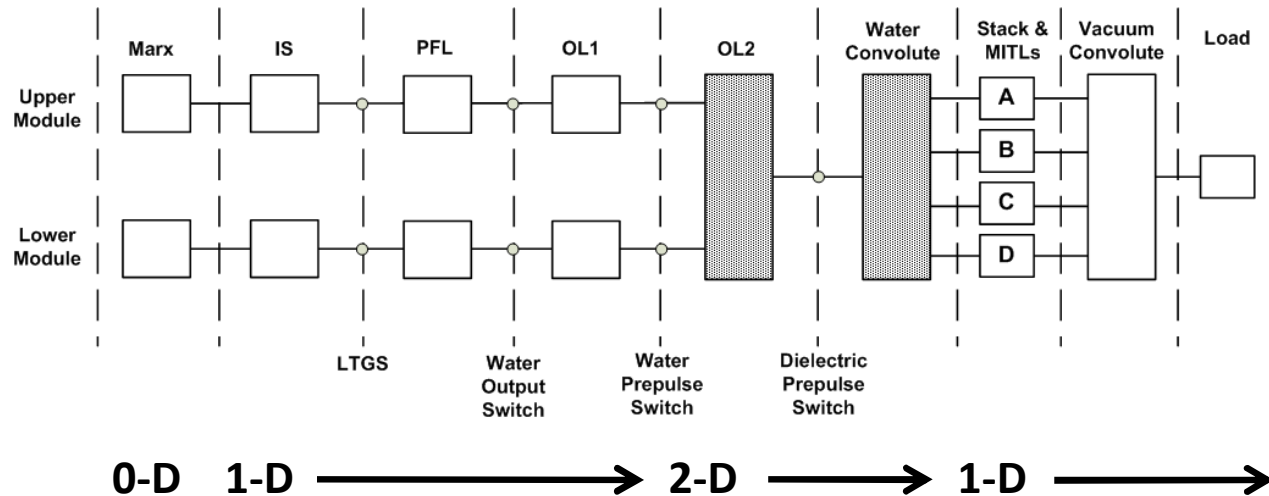 Marx
IS
PFL
OL1
OL2
Water
Convolute
Stack &
MITLs
Vacuum
Convolute
Load
Upper
Module
A
B
C
D
Lower
Module
LTGS
Water
Output
Switch
Water
Prepulse
Switch
Dielectric
Prepulse
Switch
0-D
1-D
2-D
1-D